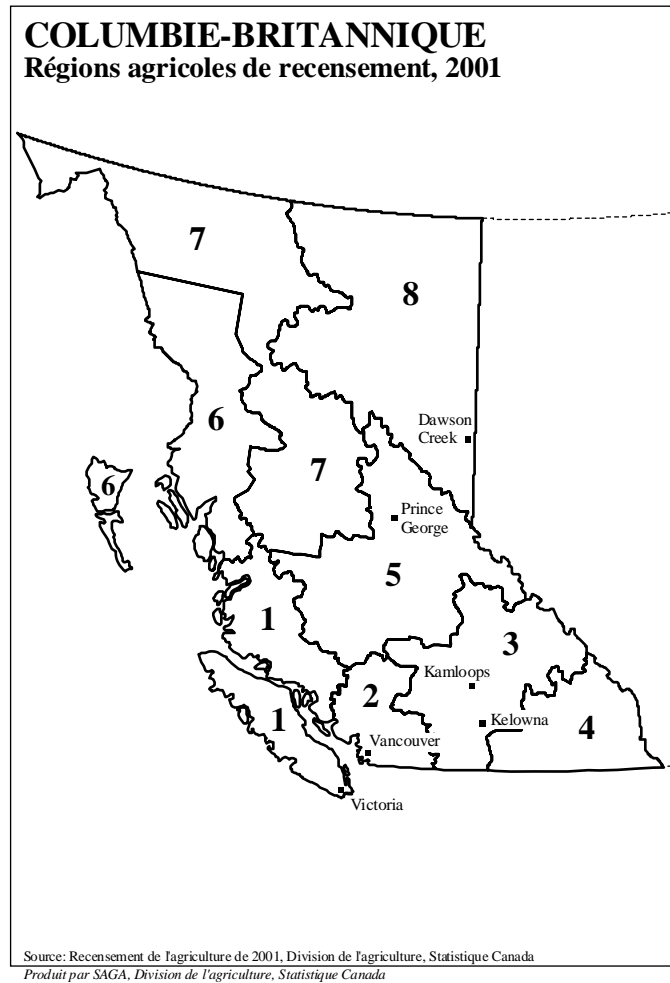 COLUMBIE-BRITANNIQUE
Régions agricoles de recensement, 2001
7
8
6
Dawson
Creek
7
6
Prince
George
5
1
3
Kamloops
2
1
Kelowna
4
Vancouver
Victoria
Source: Recensement de l'agriculture de 2001, Division de l'agriculture, Statistique Canada
Produit par SAGA, Division de l'agriculture, Statistique Canada